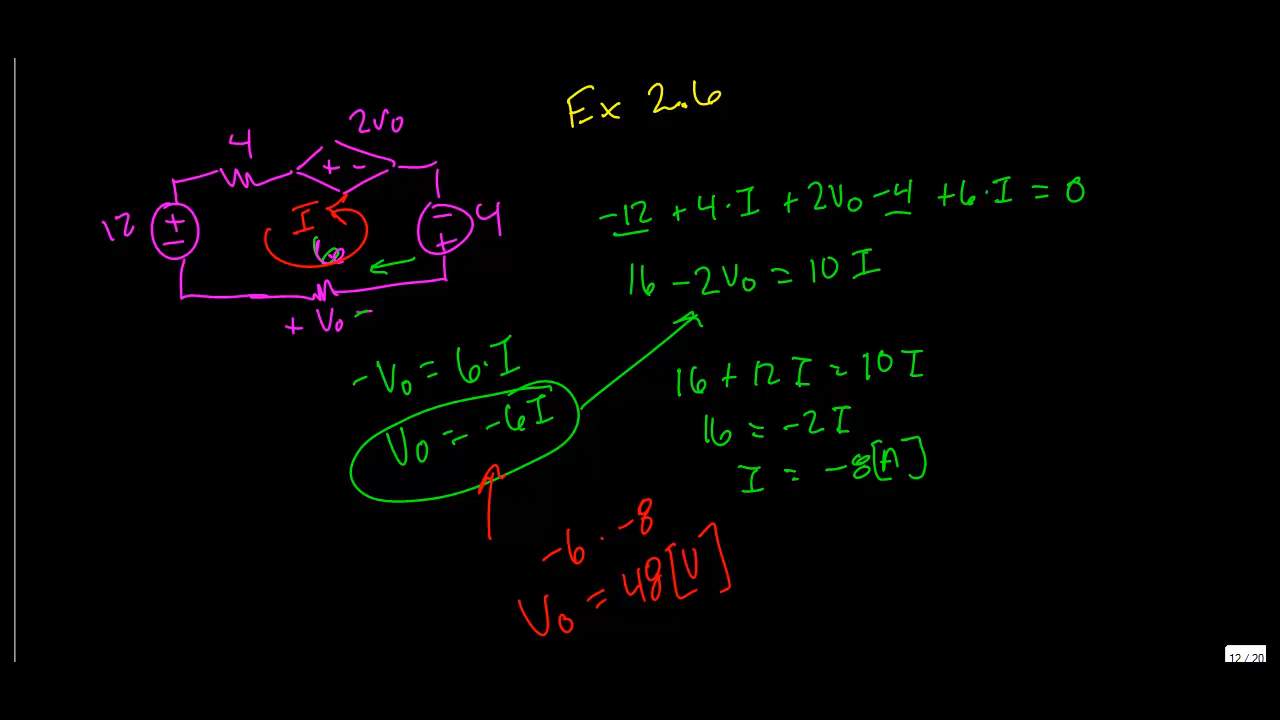 Ex 2.6
2V₀
4
+ -
12
+
-
I
-
+
4
6
+ V₀ -
-12 + 4·I + 2V₀ - 4 + 6·I = 0
16 - 2V₀ = 10 I
-V₀ = 6·I
V₀ = -6I
16 + 12 I = 10 I
16 = -2 I
I = -8[A]
-6 · -8
V₀ = 48[V]
12 / 20